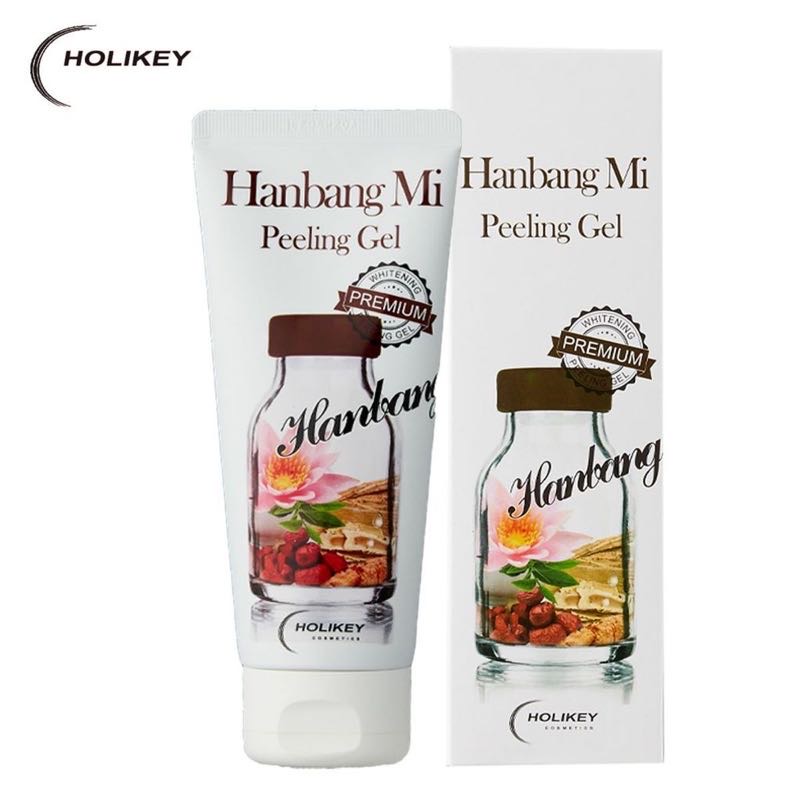 HOLIKEY
Hanbang Mi
Peeling Gel
WHITENING
PREMIUM
GEL
Hanbang
HOLIKEY
COSMETICS
Hanbang Mi
Peeling Gel
WHITENING
PREMIUM
PEELING GEL
Hanbang
HOLIKEY
COSMETICS